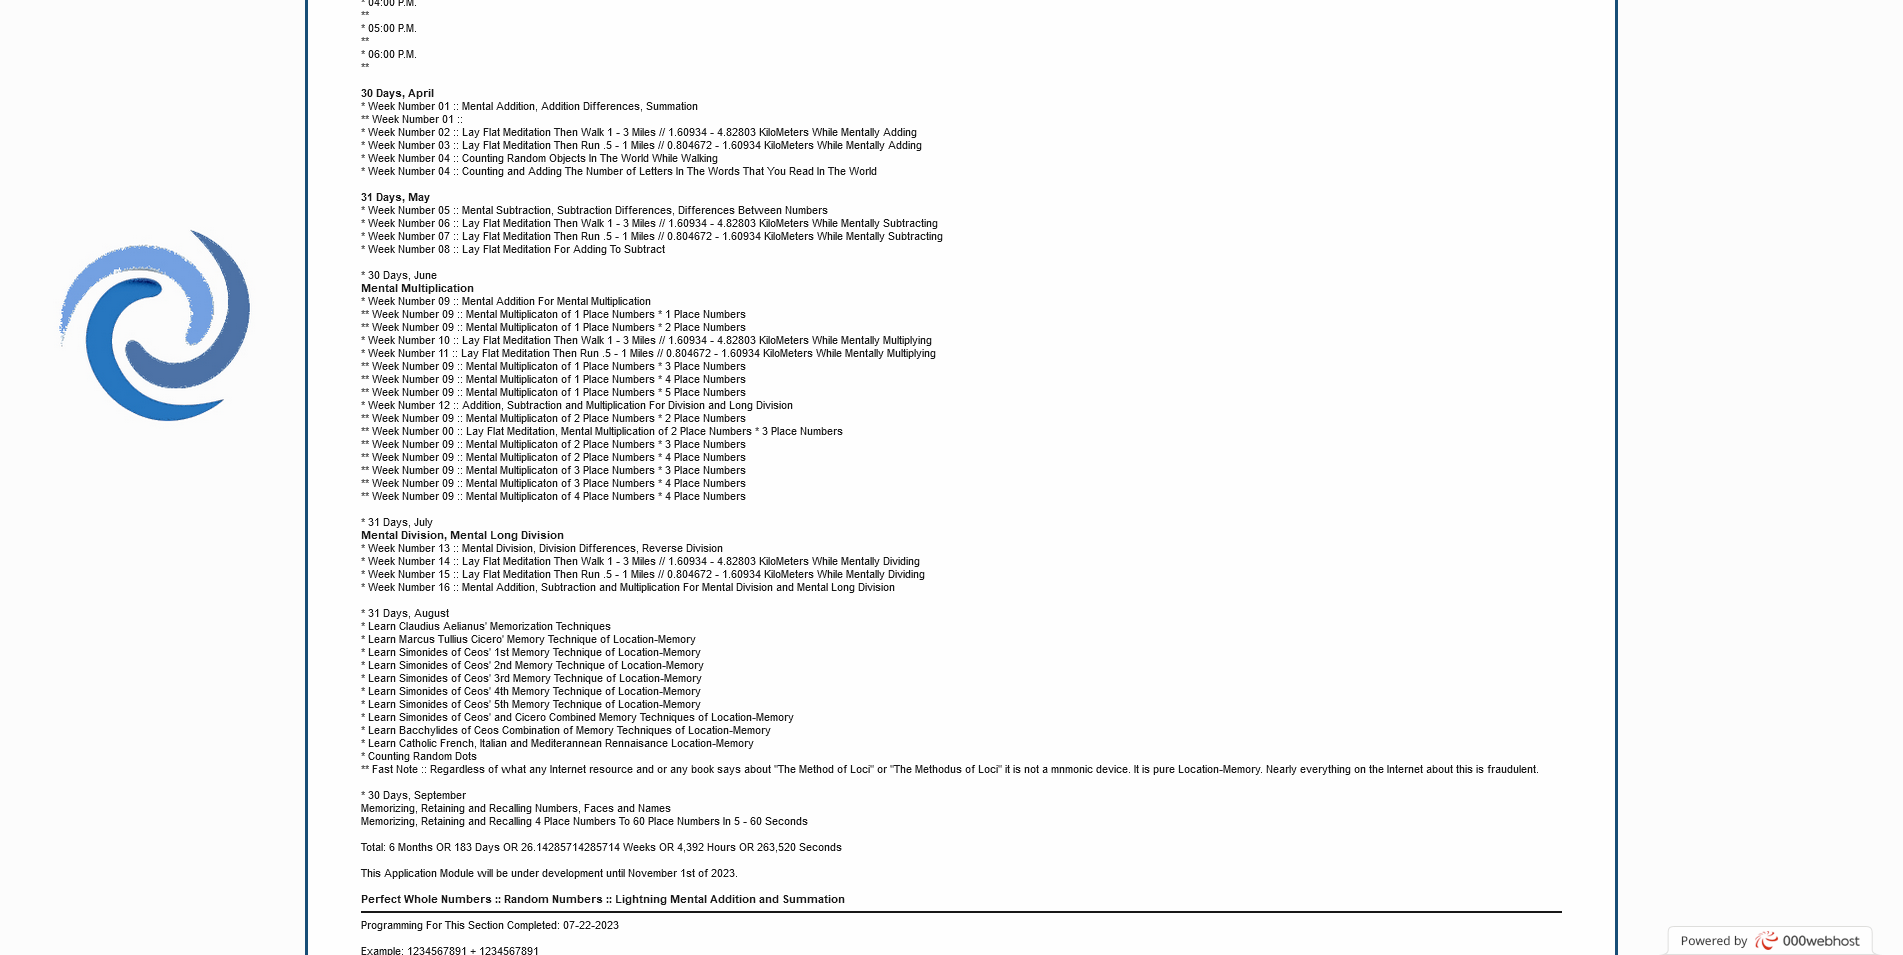 * 04:00 P.M.
**
* 05:00 P.M.
**
* 06:00 P.M.
**
30 Days, April
* Week Number 01 :: Mental Addition, Addition Differences, Summation
** Week Number 01 ::
* Week Number 02 :: Lay Flat Meditation Then Walk 1 - 3 Miles // 1.60934 - 4.82803 KiloMeters While Mentally Adding
* Week Number 03 :: Lay Flat Meditation Then Run .5 - 1 Miles // 0.804672 - 1.60934 KiloMeters While Mentally Adding
* Week Number 04 :: Counting Random Objects In The World While Walking
* Week Number 04 :: Counting and Adding The Number of Letters In The Words That You Read In The World
31 Days, May
* Week Number 05 :: Mental Subtraction, Subtraction Differences, Differences Between Numbers
* Week Number 06 :: Lay Flat Meditation Then Walk 1 - 3 Miles // 1.60934 - 4.82803 KiloMeters While Mentally Subtracting
* Week Number 07 :: Lay Flat Meditation Then Run .5 - 1 Miles // 0.804672 - 1.60934 KiloMeters While Mentally Subtracting
* Week Number 08 :: Lay Flat Meditation For Adding To Subtract
* 30 Days, June
Mental Multiplication
* Week Number 09 :: Mental Addition For Mental Multiplication
** Week Number 09 :: Mental Multiplicaton of 1 Place Numbers * 1 Place Numbers
** Week Number 09 :: Mental Multiplicaton of 1 Place Numbers * 2 Place Numbers
* Week Number 10 :: Lay Flat Meditation Then Walk 1 - 3 Miles // 1.60934 - 4.82803 KiloMeters While Mentally Multiplying
* Week Number 11 :: Lay Flat Meditation Then Run .5 - 1 Miles // 0.804672 - 1.60934 KiloMeters While Mentally Multiplying
** Week Number 09 :: Mental Multiplicaton of 1 Place Numbers * 3 Place Numbers
** Week Number 09 :: Mental Multiplicaton of 1 Place Numbers * 4 Place Numbers
** Week Number 09 :: Mental Multiplicaton of 1 Place Numbers * 5 Place Numbers
* Week Number 12 :: Addition, Subtraction and Multiplication For Division and Long Division
** Week Number 09 :: Mental Multiplicaton of 2 Place Numbers * 2 Place Numbers
** Week Number 00 :: Lay Flat Meditation, Mental Multiplication of 2 Place Numbers * 3 Place Numbers
** Week Number 09 :: Mental Multiplicaton of 2 Place Numbers * 3 Place Numbers
** Week Number 09 :: Mental Multiplicaton of 2 Place Numbers * 4 Place Numbers
** Week Number 09 :: Mental Multiplicaton of 3 Place Numbers * 3 Place Numbers
** Week Number 09 :: Mental Multiplicaton of 3 Place Numbers * 4 Place Numbers
** Week Number 09 :: Mental Multiplicaton of 4 Place Numbers * 4 Place Numbers
* 31 Days, July
Mental Division, Mental Long Division
* Week Number 13 :: Mental Division, Division Differences, Reverse Division
* Week Number 14 :: Lay Flat Meditation Then Walk 1 - 3 Miles // 1.60934 - 4.82803 KiloMeters While Mentally Dividing
* Week Number 15 :: Lay Flat Meditation Then Run .5 - 1 Miles // 0.804672 - 1.60934 KiloMeters While Mentally Dividing
* Week Number 16 :: Mental Addition, Subtraction and Multiplication For Mental Division and Mental Long Division
* 31 Days, August
* Learn Claudius Aelianus' Memorization Techniques
* Learn Marcus Tullius Cicero' Memory Technique of Location-Memory
* Learn Simonides of Ceos' 1st Memory Technique of Location-Memory
* Learn Simonides of Ceos' 2nd Memory Technique of Location-Memory
* Learn Simonides of Ceos' 3rd Memory Technique of Location-Memory
* Learn Simonides of Ceos' 4th Memory Technique of Location-Memory
* Learn Simonides of Ceos' 5th Memory Technique of Location-Memory
* Learn Simonides of Ceos' and Cicero Combined Memory Techniques of Location-Memory
* Learn Bacchylides of Ceos Combination of Memory Techniques of Location-Memory
* Learn Catholic French, Italian and Mediterannean Rennaisance Location-Memory
* Counting Random Dots
** Fast Note :: Regardless of what any Internet resource and or any book says about "The Method of Loci" or "The Methodus of Loci" it is not a mnmonic device. It is pure Location-Memory. Nearly everything on the Internet about this is fraudulent.
* 30 Days, September
Memorizing, Retaining and Recalling Numbers, Faces and Names
Memorizing, Retaining and Recalling 4 Place Numbers To 60 Place Numbers In 5 - 60 Seconds
Total: 6 Months OR 183 Days OR 26.14285714285714 Weeks OR 4,392 Hours OR 263,520 Seconds
This Application Module will be under development until November 1st of 2023.
Perfect Whole Numbers :: Random Numbers :: Lightning Mental Addition and Summation
Programming For This Section Completed: 07-22-2023
Example: 1234567891 + 1234567891
Powered by 000webhost